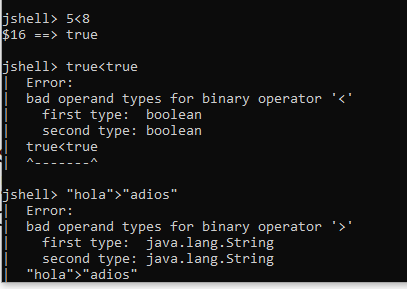 jshell> 5<8
$16 ==> true
jshell> true<true
|  Error:
|  bad operand types for binary operator '<'
|    first type:  boolean
|    second type: boolean
|  true<true
|  ^-------^
jshell> "hola">"adios"
|  Error:
|  bad operand types for binary operator '>'
|    first type:  java.lang.String
|    second type: java.lang.String
|  "hola">"adios"